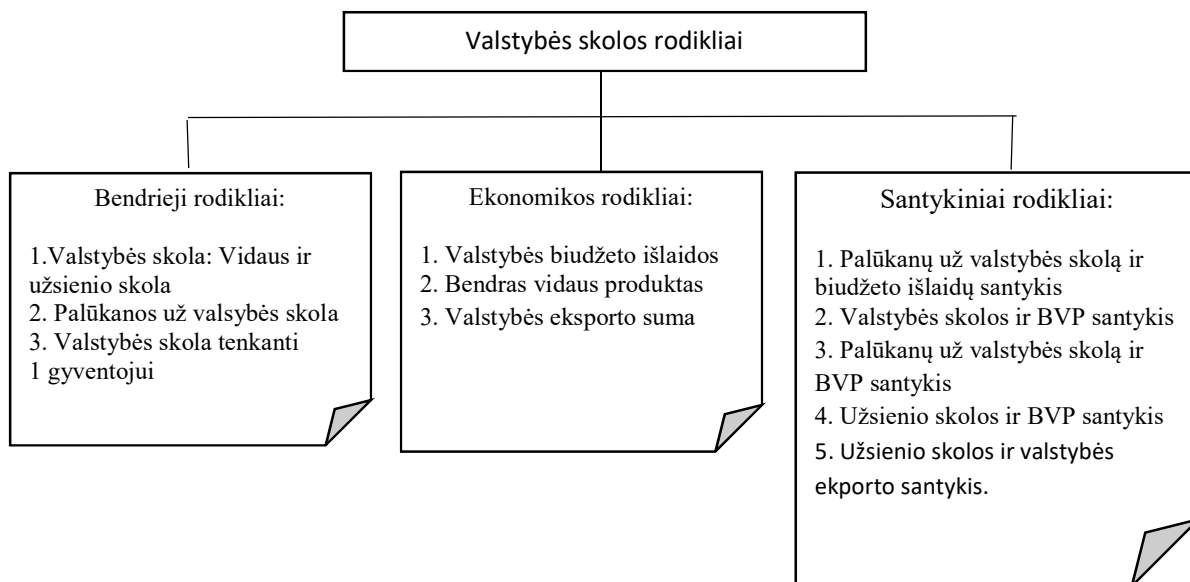 Valstybės skolos rodikliai
Bendrieji rodikliai:
1.Valstybės skola: Vidaus ir
užsienio skola
2. Palūkanos už valsybės skola
3. Valstybės skola tenkanti
1 gyventojui
Ekonomikos rodikliai:
1. Valstybės biudžeto išlaidos
2. Bendras vidaus produktas
3. Valstybės eksporto suma
Santykiniai rodikliai:
1. Palūkanų už valstybės skolą ir
biudžeto išlaidų santykis
2. Valstybės skolos ir BVP santykis
3. Palūkanų už valstybės skolą ir
BVP santykis
4. Užsienio skolos ir BVP santykis
5. Užsienio skolos ir valstybės
ekporto santykis.